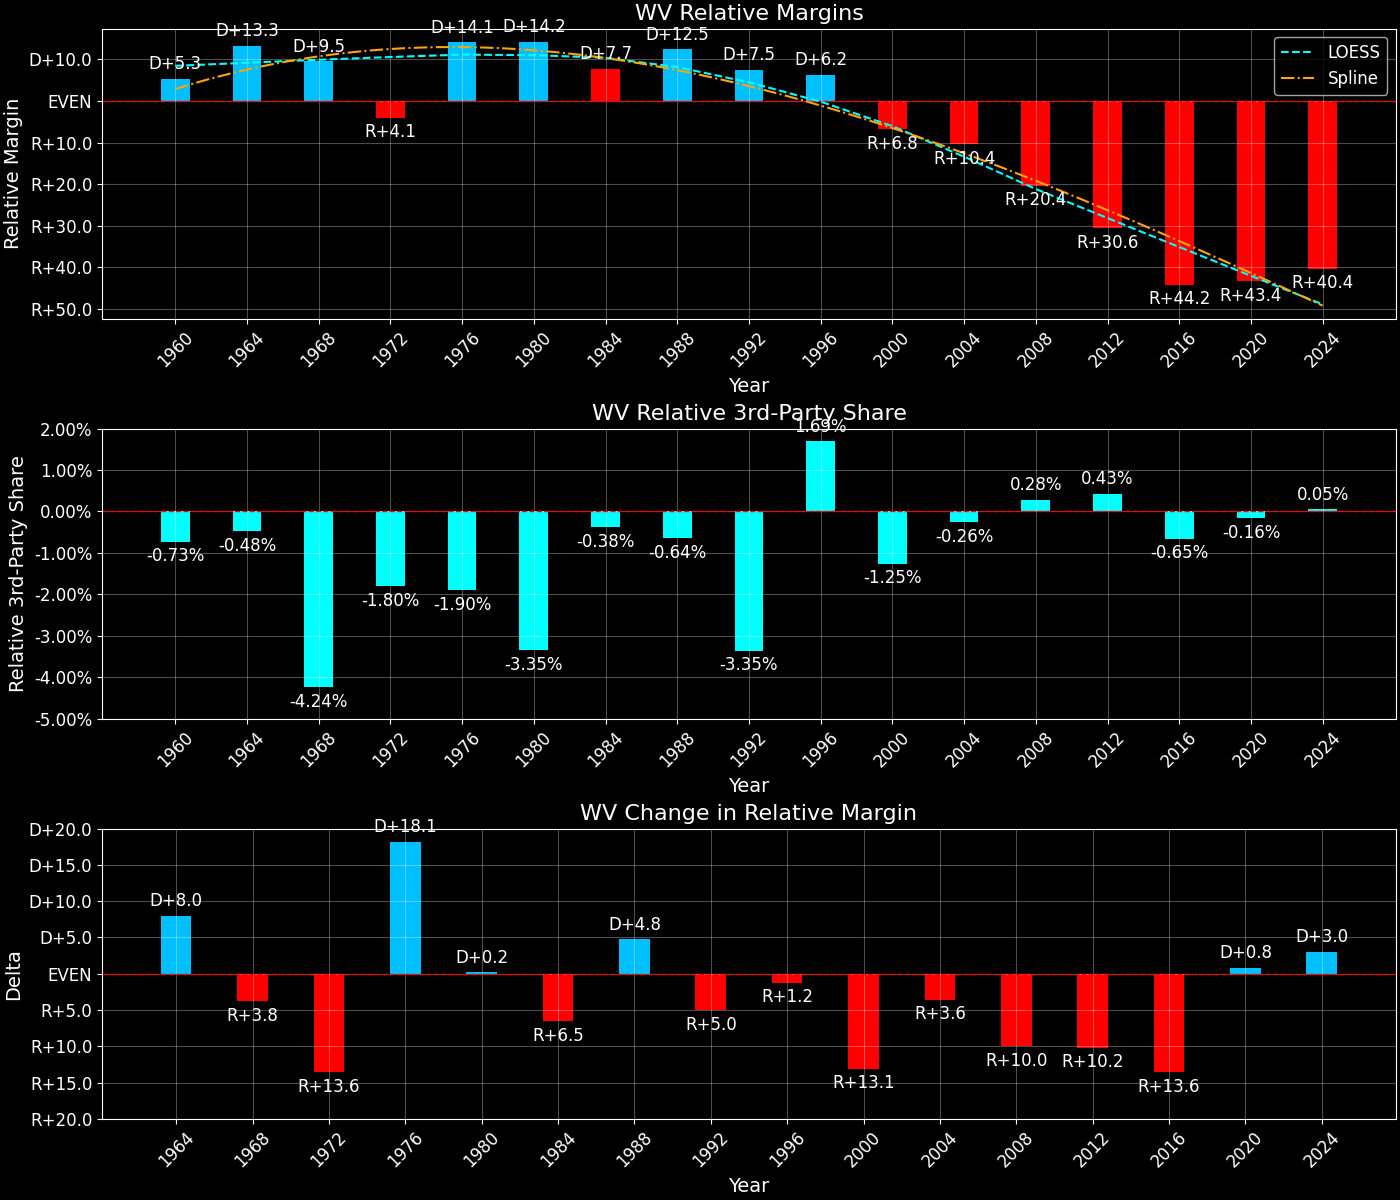 WV Relative Margins
Relative Margin
D+10.0
EVEN
R+10.0
R+20.0
R+30.0
R+40.0
R+50.0
D+5.3
D+13.3
D+9.5
R+4.1
D+14.1
D+14.2
D+7.7
D+12.5
D+7.5
D+6.2
R+6.8
R+10.4
R+20.4
R+30.6
R+44.2
R+43.4
R+40.4
LOESS
Spline
1960
1964
1968
1972
1976
1980
1984
1988
1992
1996
2000
2004
2008
2012
2016
2020
2024
Year
WV Relative 3rd-Party Share
Relative 3rd-Party Share
2.00%
1.00%
0.00%
-1.00%
-2.00%
-3.00%
-4.00%
-5.00%
-0.73%
-0.48%
-4.24%
-1.80%
-1.90%
-3.35%
-0.38%
-0.64%
-3.35%
1.69%
-1.25%
-0.26%
0.28%
0.43%
-0.65%
-0.16%
0.05%
1960
1964
1968
1972
1976
1980
1984
1988
1992
1996
2000
2004
2008
2012
2016
2020
2024
Year
WV Change in Relative Margin
Delta
D+20.0
D+15.0
D+10.0
D+5.0
EVEN
R+5.0
R+10.0
R+15.0
R+20.0
D+8.0
R+3.8
R+13.6
D+18.1
D+0.2
R+6.5
D+4.8
R+5.0
R+1.2
R+13.1
R+3.6
R+10.0
R+10.2
R+13.6
D+0.8
D+3.0
1964
1968
1972
1976
1980
1984
1988
1992
1996
2000
2004
2008
2012
2016
2020
2024
Year